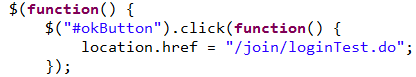 $(function() {
    $("#okButton").click(function() {
        location.href = "/join/loginTest.do";
    });